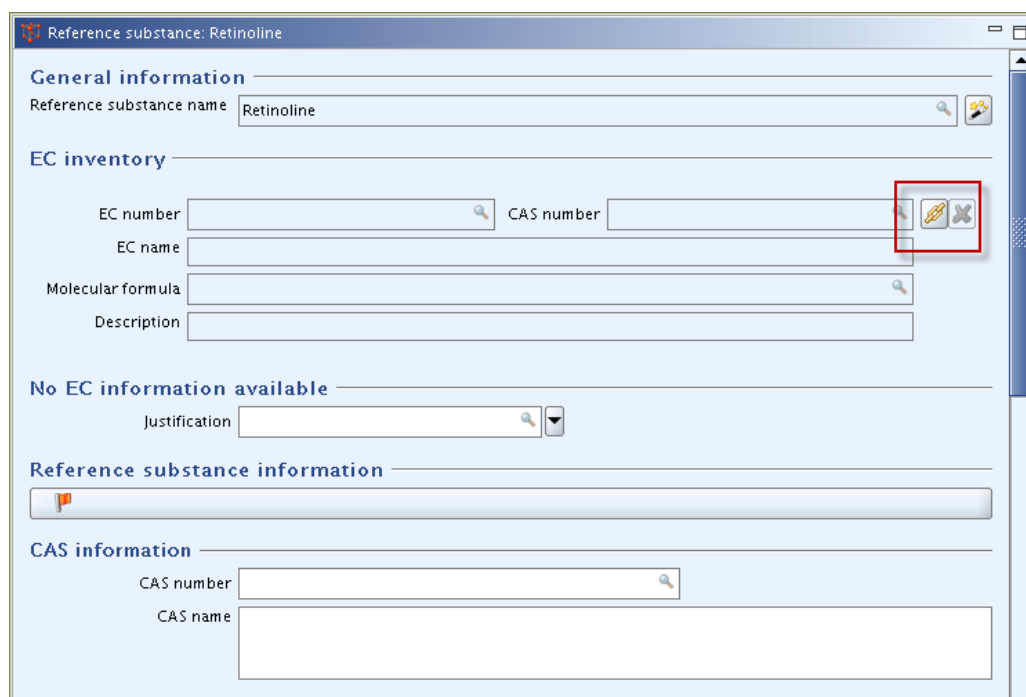 Reference substance: Retinoline
General information
Reference substance name Retinoline
EC inventory
EC number CAS number
EC name
Molecular formula
Description
No EC information available
Justification
Reference substance information
CAS information
CAS number
CAS name